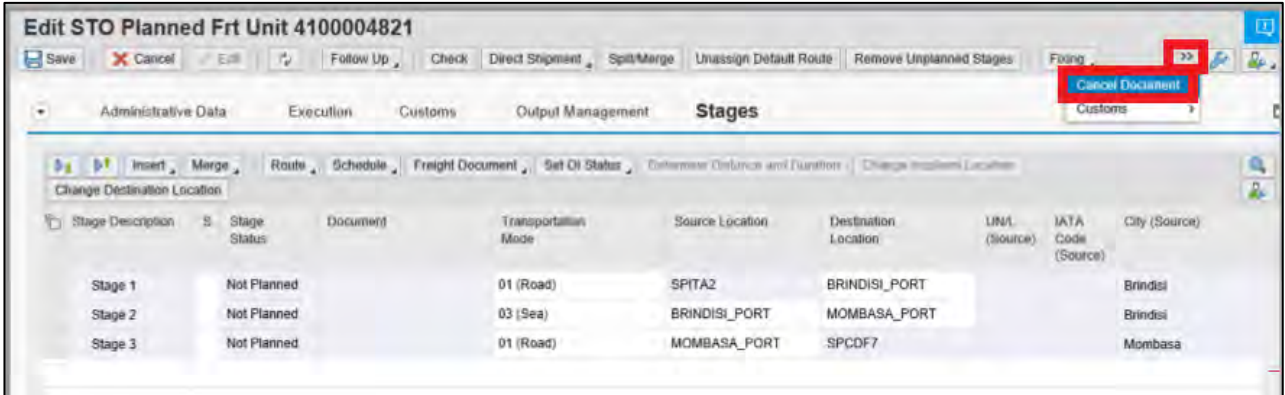 Edit STO Planned Frt Unit 4100004821
Save Cancel Edit Follow Up Check Direct Shipment Split/Merge Unassign Default Route Remove Unplanned Stages Fixing >>
Cancel Document
Administrative Data Execution Customs Output Management Stages Customs
Insert Merge Route Schedule Freight Document Set OI Status Determine Distance and Duration Change Incoterm Location
Change Destination Location
Stage Description S Stage Document Transportation Source Location Destination UN/L IATA City (Source)
Status Mode Location (Source) Code
(Source)
Stage 1 Not Planned 01 (Road) SPITA2 BRINDISI_PORT Brindisi
Stage 2 Not Planned 03 (Sea) BRINDISI_PORT MOMBASA_PORT Brindisi
Stage 3 Not Planned 01 (Road) MOMBASA_PORT SPCDF7 Mombasa